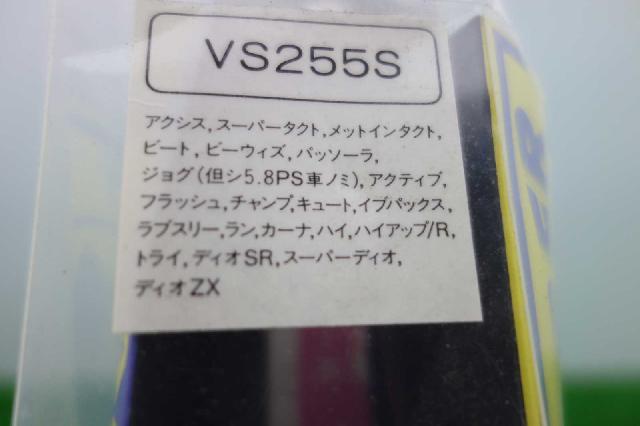 VS255S
アクシス,スーパータクト,メットインタクト,
ビート,ビーウィズ,パッソーラ,
ジョグ(但シ5.8PS車ノミ),アクティブ,
フラッシュ,チャンプ,キュート,イブパックス,
ラブスリー,ラン,カーナ,ハイ,ハイアップ/R,
トライ,ディオSR,スーパーディオ,
ディオZX